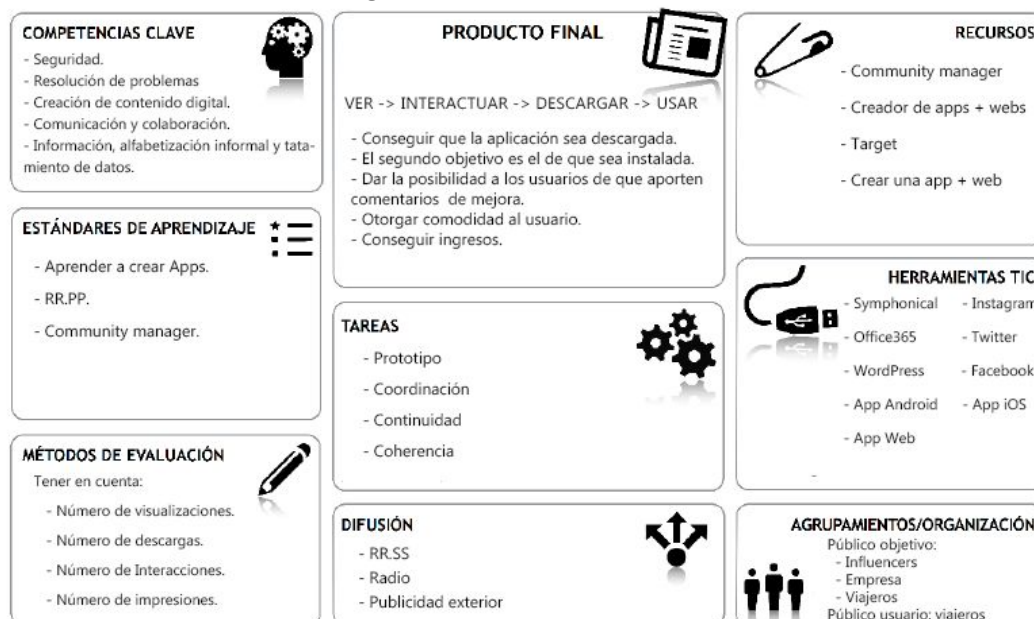 COMPETENCIAS CLAVE
- Seguridad.
- Resolución de problemas
- Creación de contenido digital.
- Comunicación y colaboración.
- Información, alfabetización informal y tata-
miento de datos.
ESTÁNDARES DE APRENDIZAJE
- Aprender a crear Apps.
- RR.PP.
- Community manager.
MÉTODOS DE EVALUACIÓN
Tener en cuenta:
- Número de visualizaciones.
- Número de descargas.
- Número de Interacciones.
- Número de impresiones.
PRODUCTO FINAL
VER -> INTERACTUAR -> DESCARGAR -> USAR
- Conseguir que la aplicación sea descargada.
- El segundo objetivo es el de que sea instalada.
- Dar la posibilidad a los usuarios de que aporten
comentarios de mejora.
- Otorgar comodidad al usuario.
- Conseguir ingresos.
TAREAS
- Prototipo
- Coordinación
- Continuidad
- Coherencia
DIFUSIÓN
- RR.SS
- Radio
- Publicidad exterior
RECURSOS
- Community manager
- Creador de apps + webs
- Target
- Crear una app + web
HERRAMIENTAS TIC
- Symphonical - Instagram
- Office365 - Twitter
- WordPress - Facebook
- App Android - App iOS
- App Web
-
AGRUPAMIENTOS/ORGANIZACIÓN
Público objetivo:
- Influencers
- Empresa
- Viajeros
Público usuario: viajeros